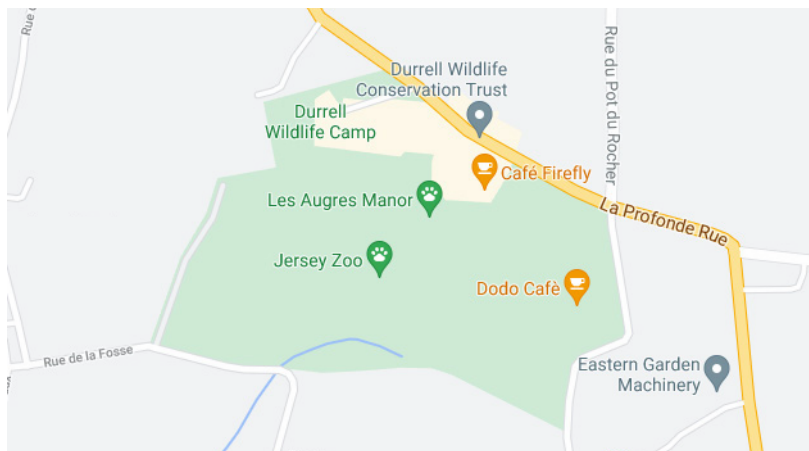 Rue
Durrell Wildlife
Conservation Trust
Rue du Pot du Rocher
Durrell
Wildlife Camp
Café Firefly
Les Augres Manor
La Profonde Rue
Jersey Zoo
Dodo Cafè
Rue de la Fosse
Eastern Garden
Machinery